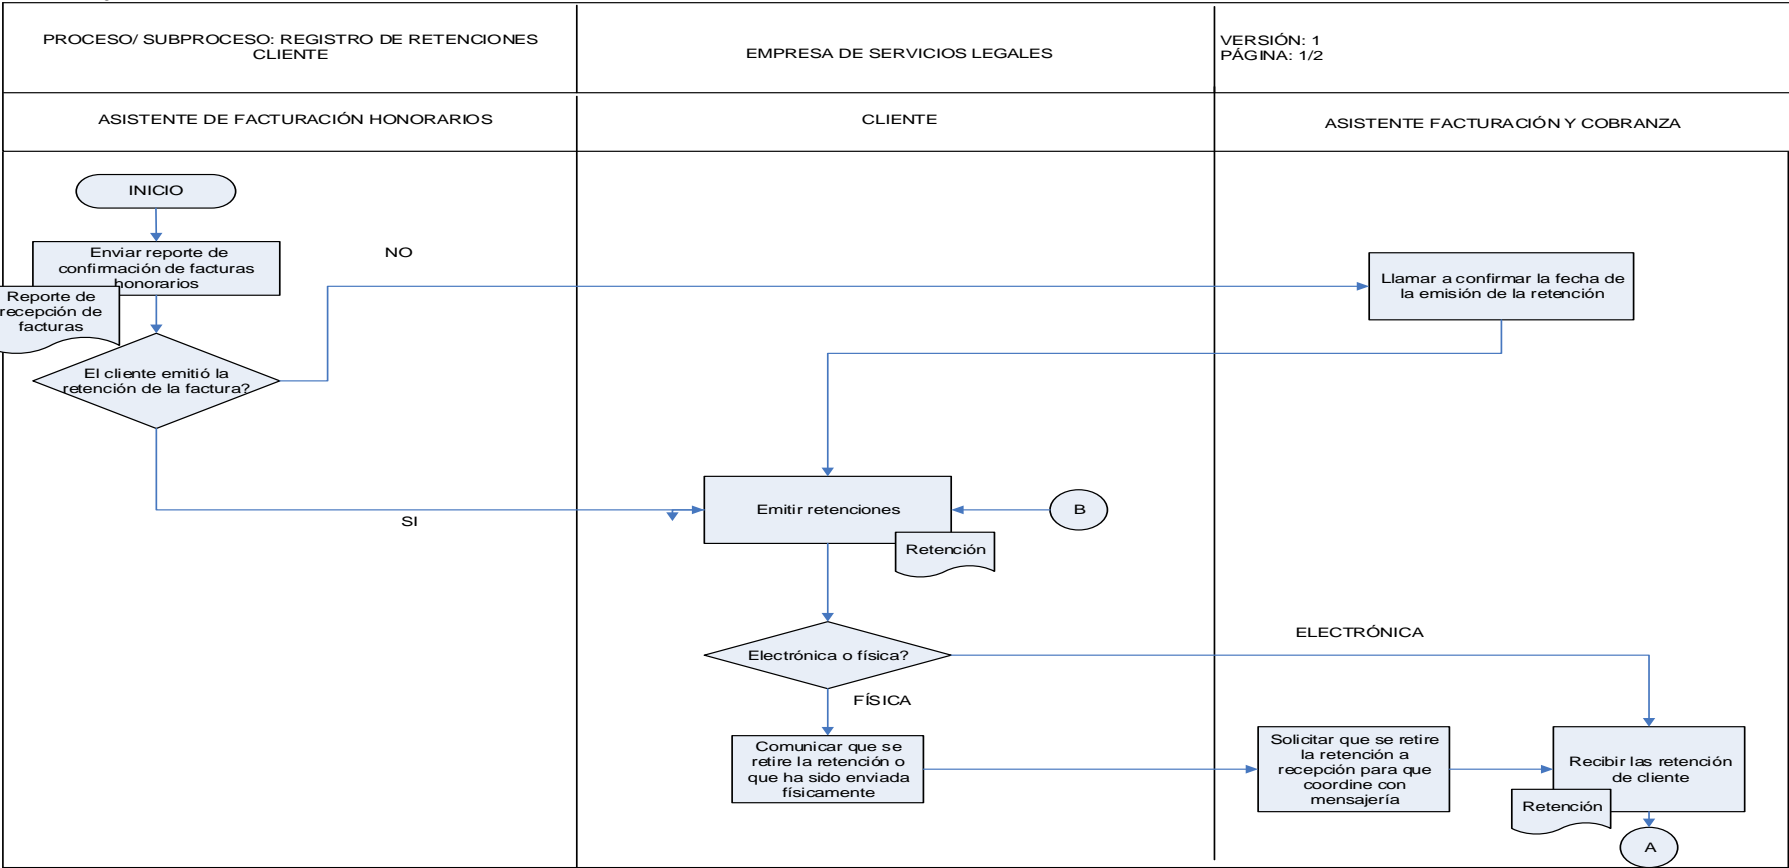 PROCESO/ SUBPROCESO: REGISTRO DE RETENCIONES
CLIENTE
EMPRESA DE SERVICIOS LEGALES
VERSIÓN: 1
PÁGINA: 1/2
ASISTENTE DE FACTURACIÓN HONORARIOS
CLIENTE
ASISTENTE FACTURACIÓN Y COBRANZA
INICIO
Enviar reporte de
confirmación de facturas
honorarios
Reporte de
recepción de
facturas
NO
Llamar a confirmar la fecha de
la emisión de la retención
El cliente emitió la
retención de la factura?
SI
Emitir retenciones
B
Retención
Electrónica o física?
ELECTRÓNICA
FÍSICA
Comunicar que se
retire la retención o
que ha sido enviada
físicamente
Solicitar que se retire
la retención a
recepción para que
coordine con
mensajería
Recibir las retención
de cliente
Retención
A